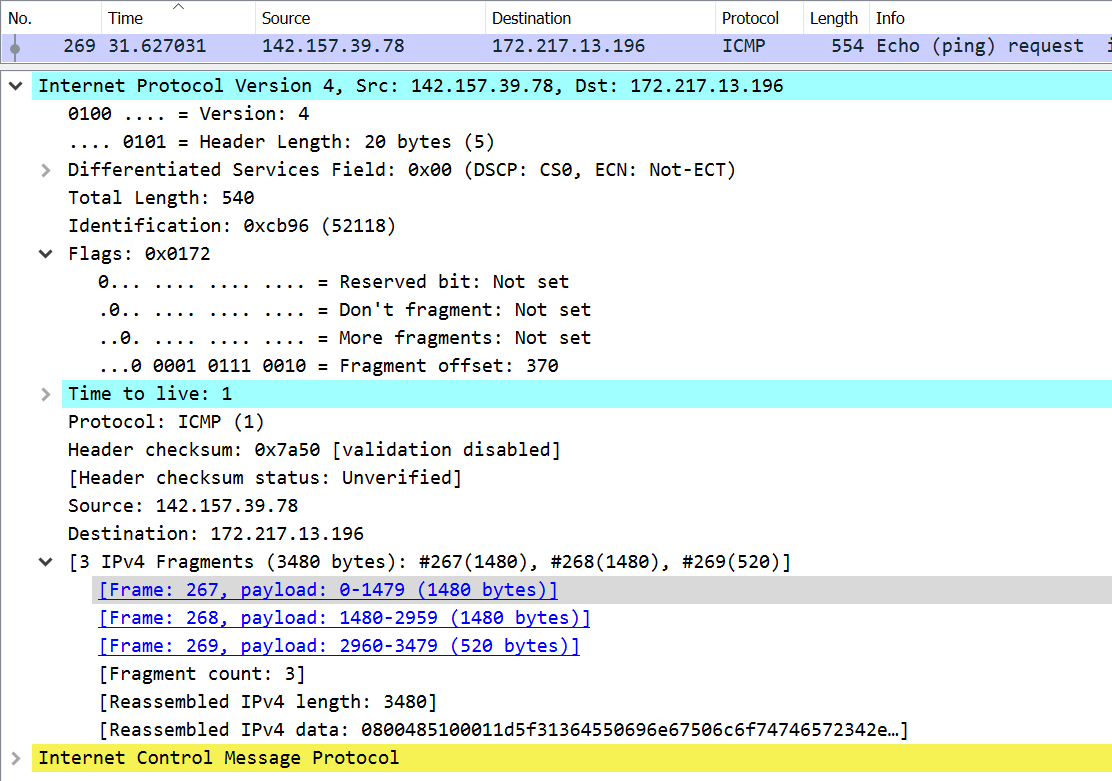 No. Time Source Destination Protocol Length Info
269 31.627031 142.157.39.78 172.217.13.196 ICMP 554 Echo (ping) request
Internet Protocol Version 4, Src: 142.157.39.78, Dst: 172.217.13.196
0100 .... = Version: 4
.... 0101 = Header Length: 20 bytes (5)
Differentiated Services Field: 0x00 (DSCP: CS0, ECN: Not-ECT)
Total Length: 540
Identification: 0xcb96 (52118)
Flags: 0x0172
0... .... .... .... = Reserved bit: Not set
.0.. .... .... .... = Don't fragment: Not set
..0. .... .... .... = More fragments: Not set
...0 0001 0111 0010 = Fragment offset: 370
Time to live: 1
Protocol: ICMP (1)
Header checksum: 0x7a50 [validation disabled]
[Header checksum status: Unverified]
Source: 142.157.39.78
Destination: 172.217.13.196
[3 IPv4 Fragments (3480 bytes): #267(1480), #268(1480), #269(520)]
[Frame: 267, payload: 0-1479 (1480 bytes)]
[Frame: 268, payload: 1480-2959 (1480 bytes)]
[Frame: 269, payload: 2960-3479 (520 bytes)]
[Fragment count: 3]
[Reassembled IPv4 length: 3480]
[Reassembled IPv4 data: 0800485100011d5f31364550696e67506c6f74746572342e…]
Internet Control Message Protocol